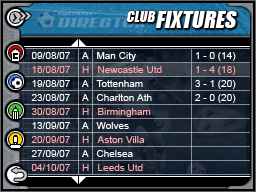 CLUB FIXTURES
FOOTBALL
DIRECTOR
09/08/07 A Man City 1 - 0 (14)
16/08/07 H Newcastle Utd 1 - 4 (18)
19/08/07 A Tottenham 3 - 1 (20)
23/08/07 A Charlton Ath 2 - 0 (20)
30/08/07 H Birmingham
13/09/07 A Wolves
20/09/07 H Aston Villa
27/09/07 A Chelsea
04/10/07 H Leeds Utd